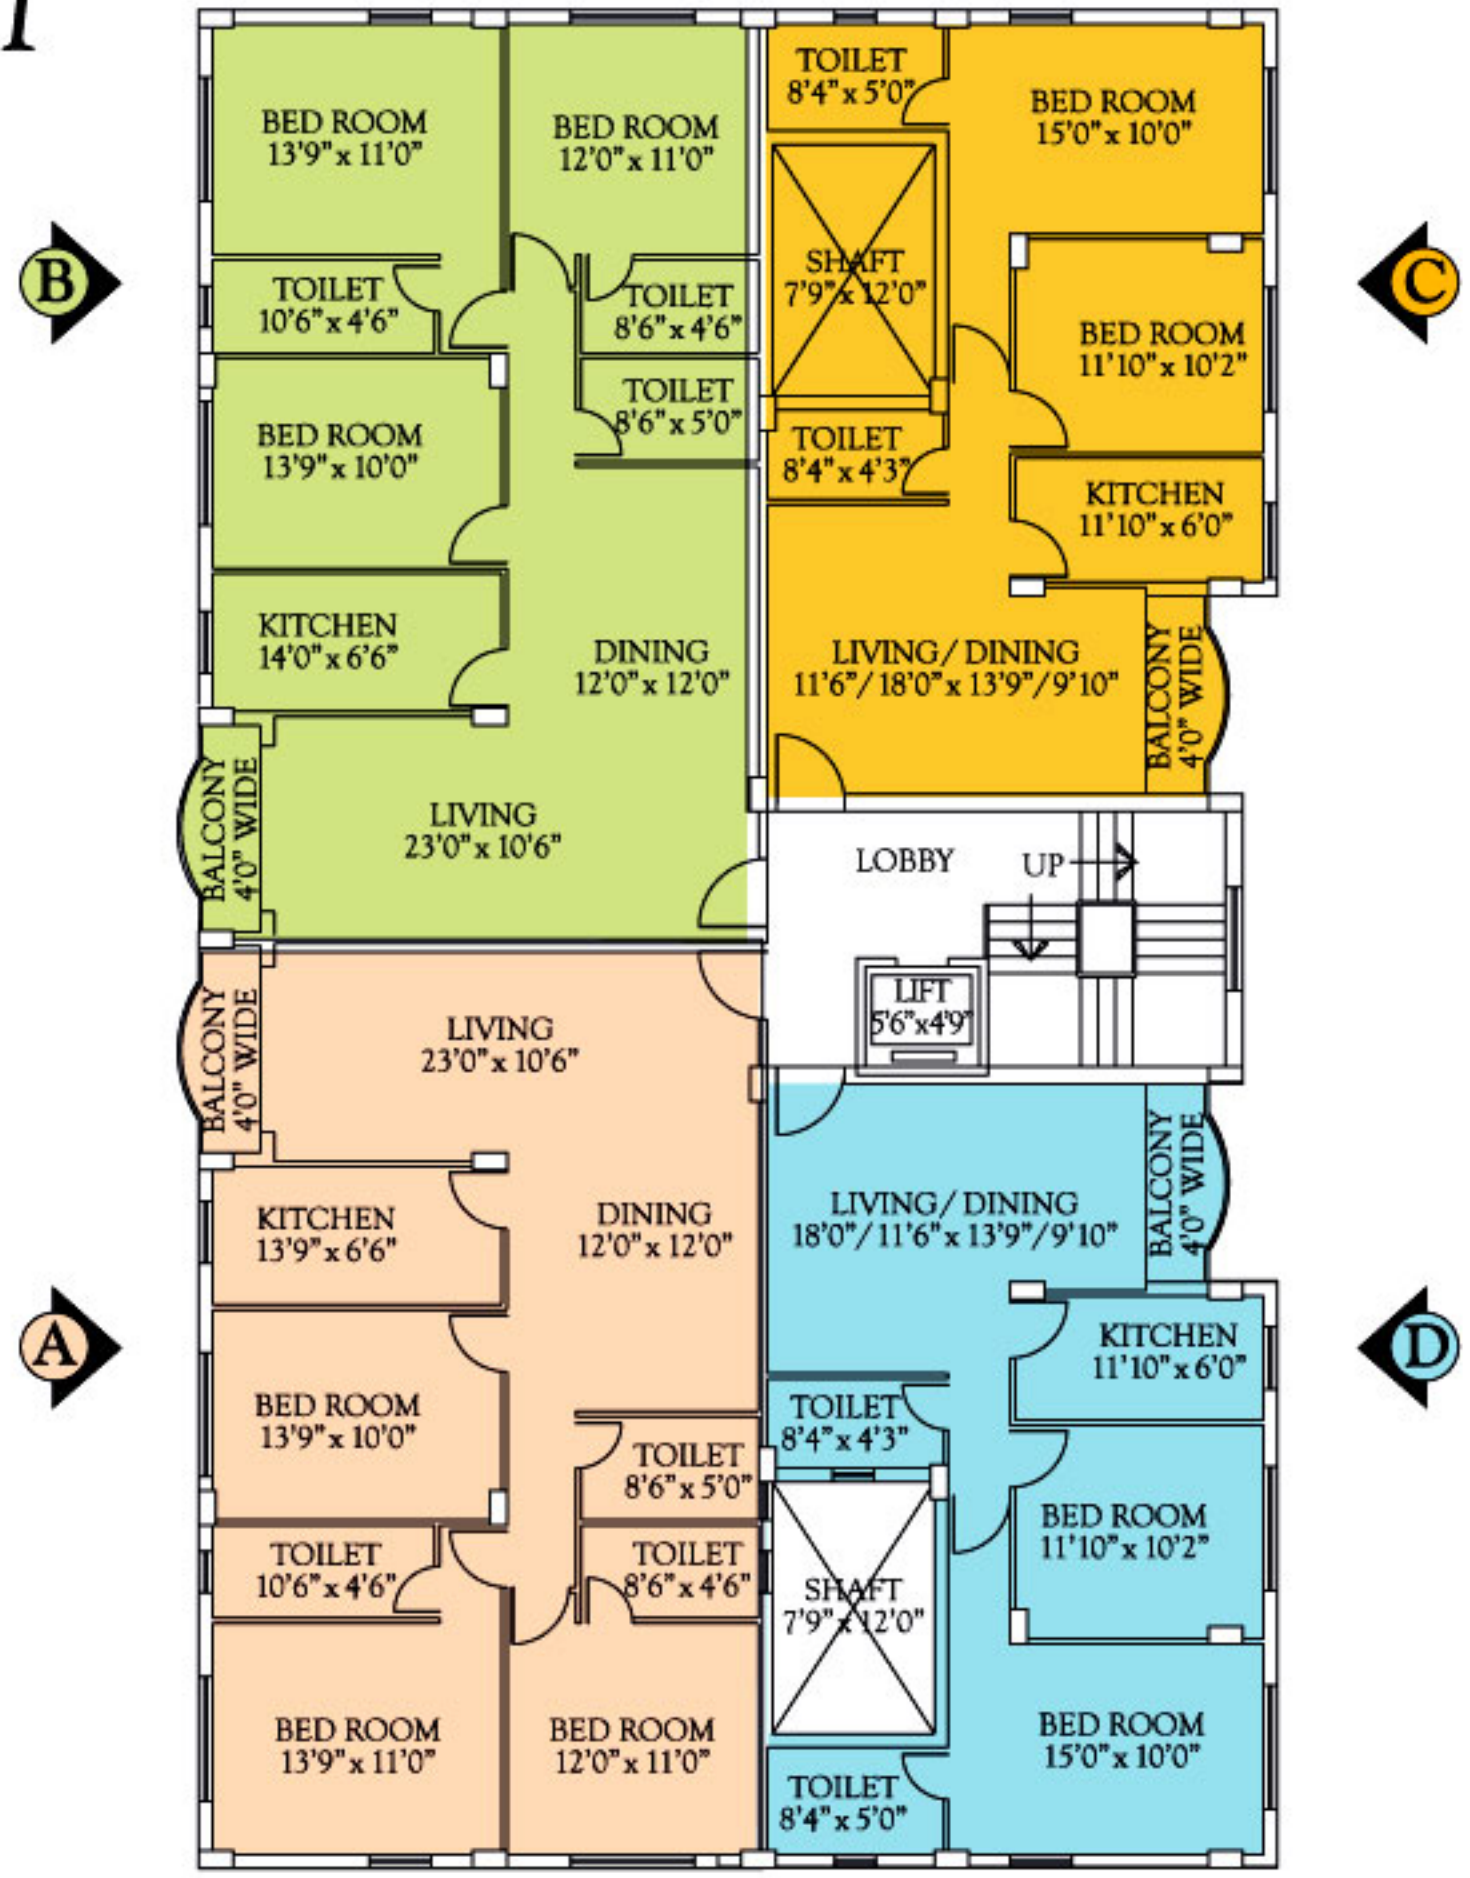 I
BED ROOM
13'9" x 11'0"
BED ROOM
12'0" x 11'0"
TOILET
10'6" x 4'6"
TOILET
8'6" x 4'6"
TOILET
8'6" x 5'0"
BED ROOM
13'9" x 10'0"
KITCHEN
14'0" x 6'6"
DINING
12'0" x 12'0"
LIVING
23'0" x 10'6"
BALCONY
4'0" WIDE
B
TOILET
8'4" x 5'0"
BED ROOM
15'0" x 10'0"
SHAFT
7'9" x 12'0"
BED ROOM
11'10" x 10'2"
TOILET
8'4" x 4'3"
KITCHEN
11'10" x 6'0"
LIVING/ DINING
11'6"/ 18'0" x 13'9"/9'10"
BALCONY
4'0" WIDE
C
LOBBY
UP
LIFT
5'6"x4'9"
BALCONY
4'0" WIDE
LIVING
23'0" x 10'6"
KITCHEN
13'9" x 6'6"
DINING
12'0" x 12'0"
BED ROOM
13'9" x 10'0"
TOILET
8'6" x 5'0"
TOILET
10'6" x 4'6"
TOILET
8'6" x 4'6"
BED ROOM
13'9" x 11'0"
BED ROOM
12'0" x 11'0"
A
LIVING/ DINING
18'0"/ 11'6" x 13'9"/9'10"
BALCONY
4'0" WIDE
KITCHEN
11'10" x 6'0"
TOILET
8'4" x 4'3"
BED ROOM
11'10" x 10'2"
SHAFT
7'9" x 12'0"
BED ROOM
15'0" x 10'0"
TOILET
8'4" x 5'0"
D